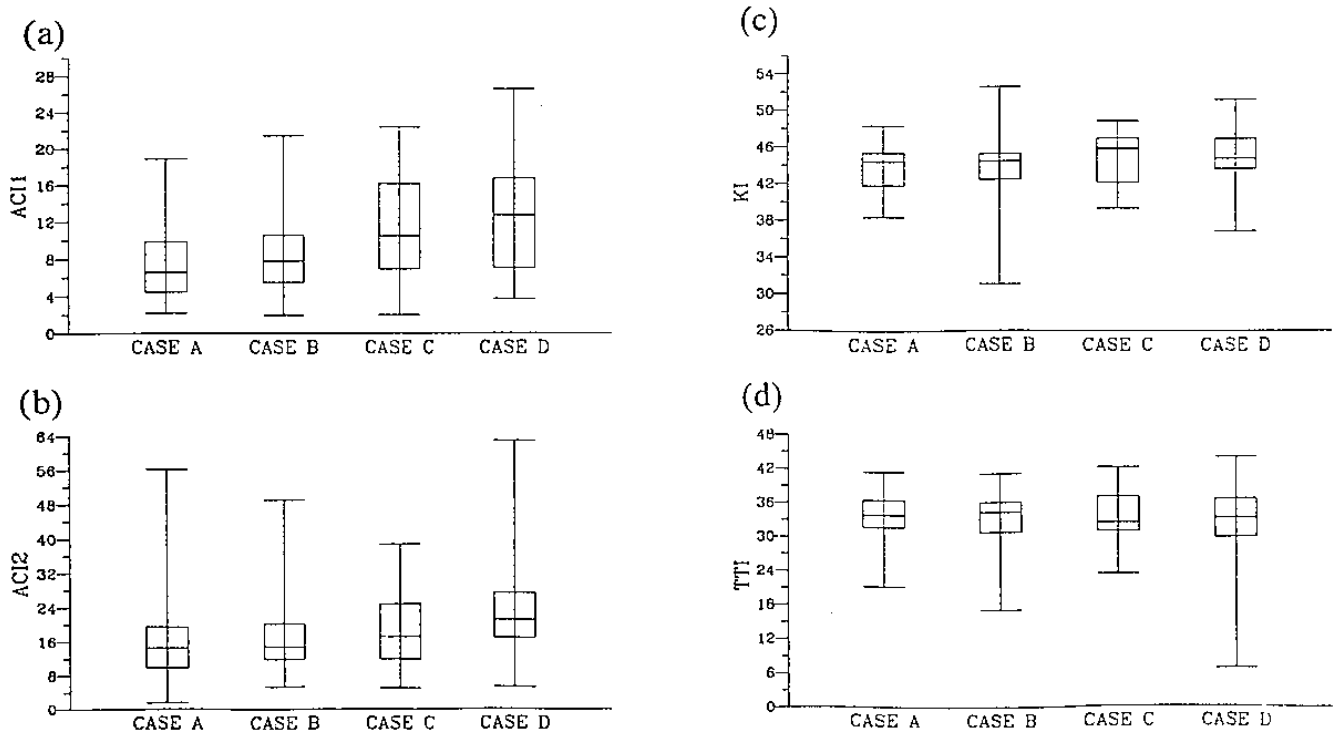 (a)
ACI1
28
24
20
16
12
8
4
0
CASE A CASE B CASE C CASE D
(b)
ACI2
64
56
48
40
32
24
16
8
0
CASE A CASE B CASE C CASE D
(c)
KI
54
50
46
42
38
34
30
26
CASE A CASE B CASE C CASE D
(d)
TTI
48
42
36
30
24
18
12
6
0
CASE A CASE B CASE C CASE D